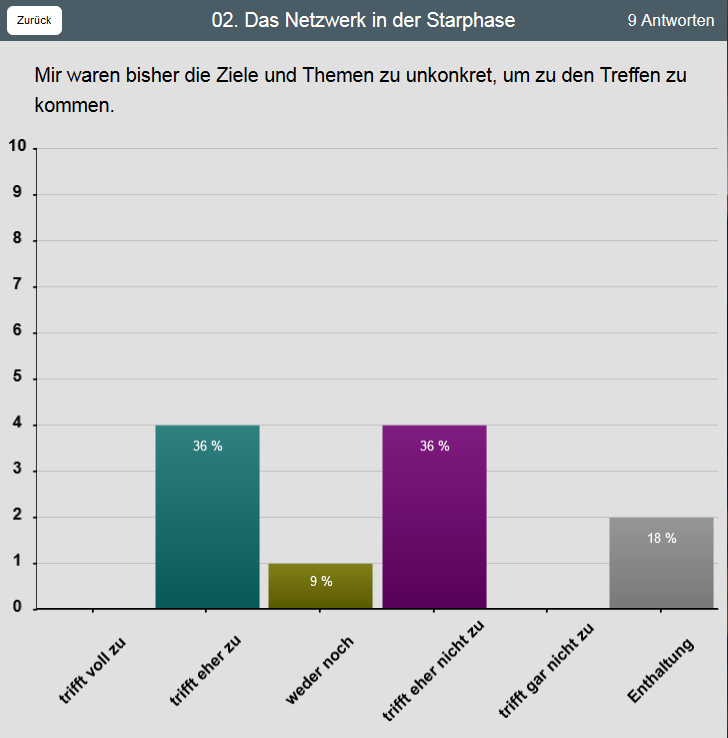 Zurück
02. Das Netzwerk in der Starphase
9 Antworten
Mir waren bisher die Ziele und Themen zu unkonkret, um zu den Treffen zu
kommen.
10
9
8
7
6
5
4
3
2
1
0
36 %
9 %
36 %
18 %
trifft voll zu
trifft eher zu
weder noch
trifft eher nicht zu
trifft gar nicht zu
Enthaltung